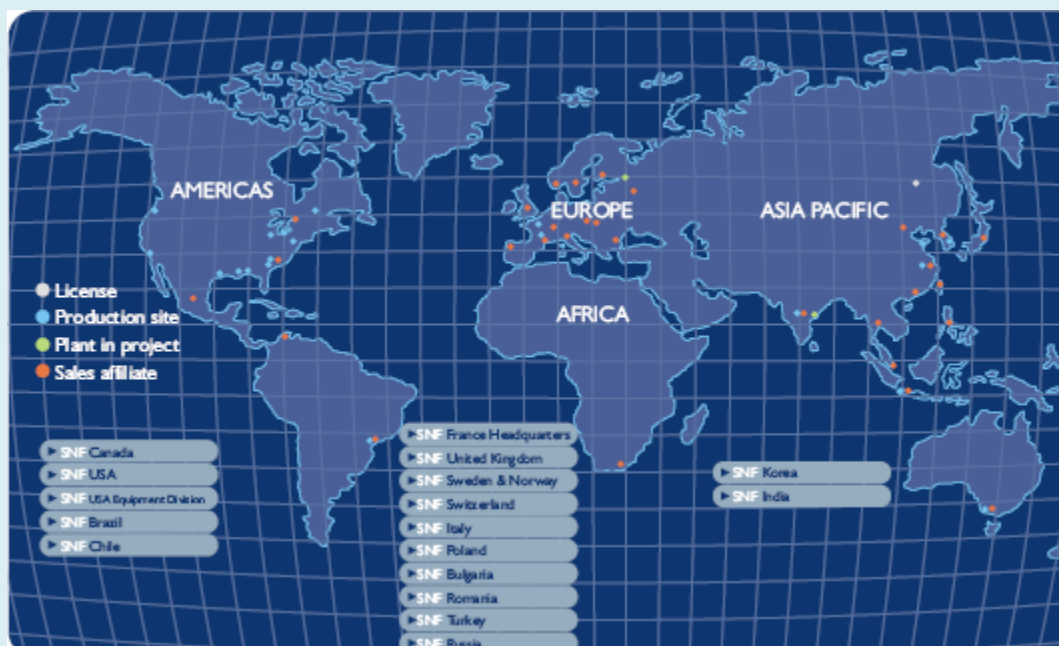 AMERICAS
EUROPE
ASIA PACIFIC
AFRICA
License
Production site
Plant in project
Sales affiliate
SNF Canada
SNF USA
SNF USA Equipment Division
SNF Brazil
SNF Chile
SNF France Headquarters
SNF United Kingdom
SNF Sweden & Norway
SNF Switzerland
SNF Italy
SNF Poland
SNF Bulgaria
SNF Romania
SNF Turkey
SNF Russia
SNF Korea
SNF India